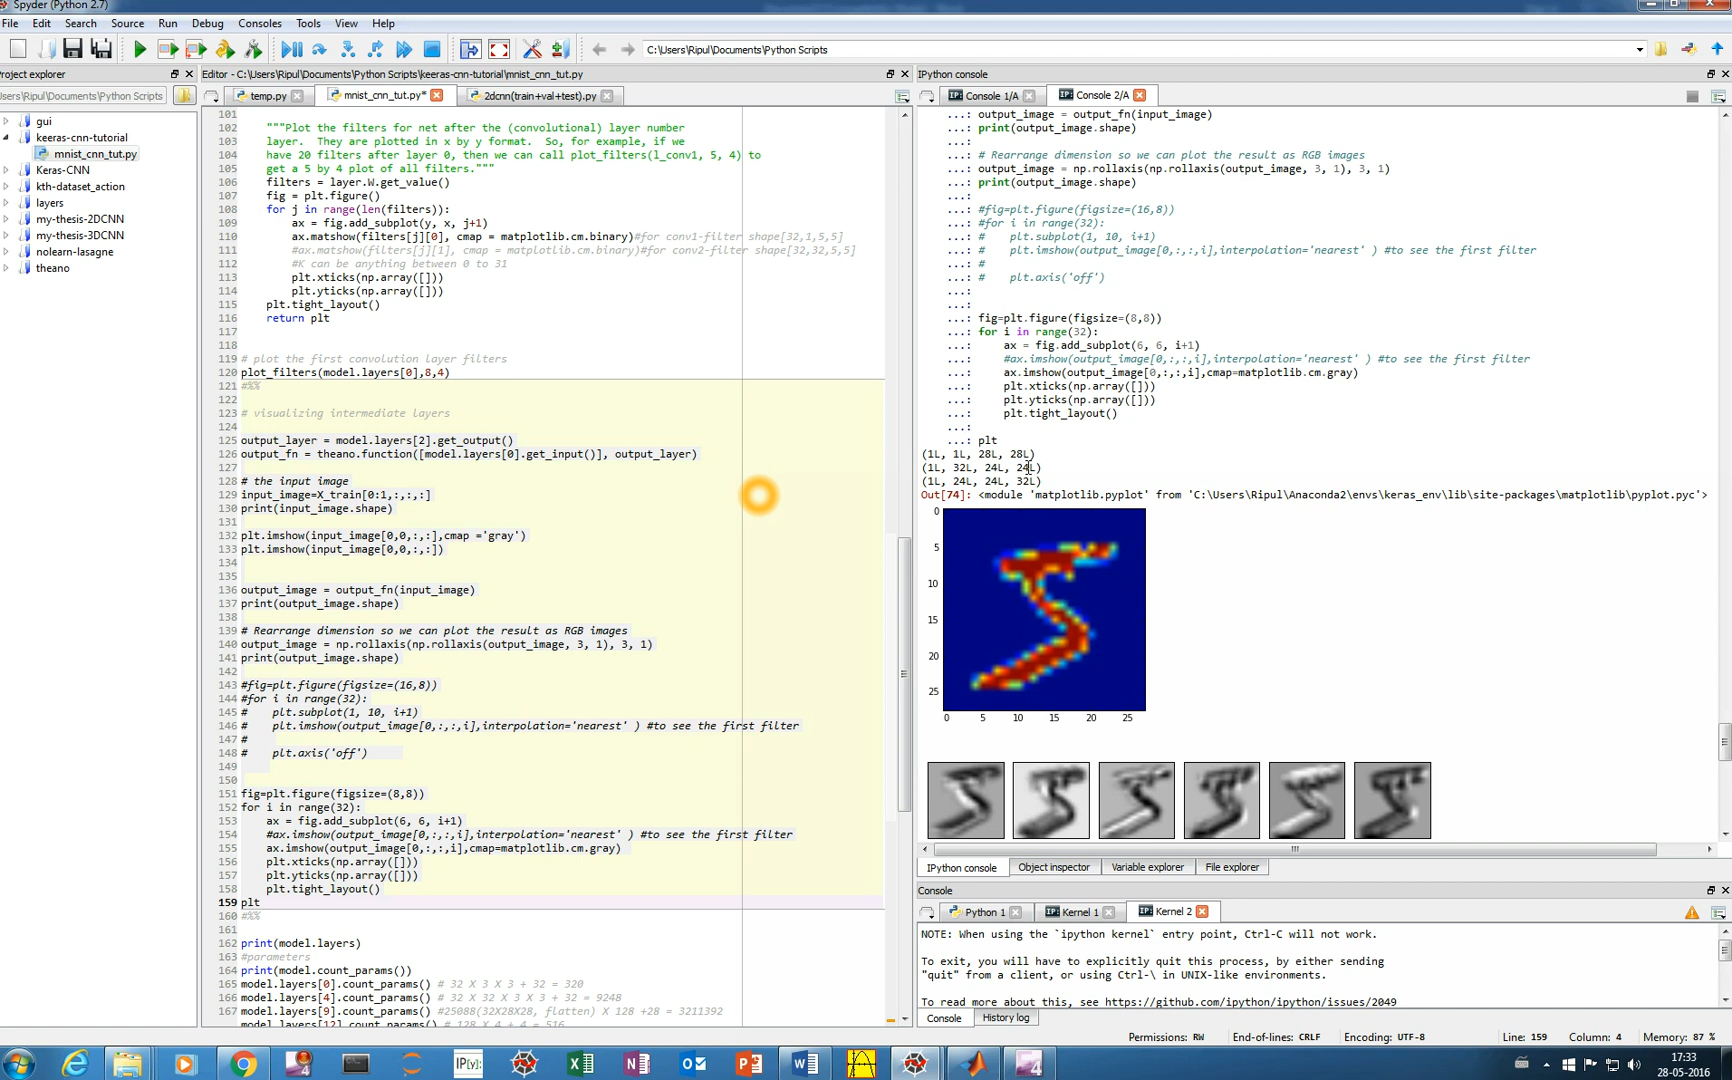 Spyder (Python 2.7)
File Edit Search Source Run Debug Consoles Tools View Help
C:\Users\Ripul\Documents\Python Scripts
Project explorer
sers\Ripul\Documents\Python Scripts
gui
keeras-cnn-tutorial
mnist_cnn_tut.py
Keras-CNN
kth-dataset_action
layers
my-thesis-2DCNN
my-thesis-3DCNN
nolearn-lasagne
theano
Editor - C:\Users\Ripul\Documents\Python Scripts\keeras-cnn-tutorial\mnist_cnn_tut.py
temp.py mnist_cnn_tut.py* 2dcnn(train+val+test).py
101
102 """Plot the filters for net after the (convolutional) layer number
103 layer. They are plotted in x by y format. So, for example, if we
104 have 20 filters after layer 0, then we can call plot_filters(l_conv1, 5, 4) to
105 get a 5 by 4 plot of all filters."""
106 filters = layer.W.get_value()
107 fig = plt.figure()
108 for j in range(len(filters)):
109 ax = fig.add_subplot(y, x, j+1)
110 ax.matshow(filters[j][0], cmap = matplotlib.cm.binary)#for conv1-filter shape[32,1,5,5]
111 #ax.matshow(filters[j][1], cmap = matplotlib.cm.binary)#for conv2-filter shape[32,32,5,5]
112 #K can be anything between 0 to 31
113 plt.xticks(np.array([]))
114 plt.yticks(np.array([]))
115 plt.tight_layout()
116 return plt
117
118
119 # plot the first convolution layer filters
120 plot_filters(model.layers[0],8,4)
121 #%%
122
123 # visualizing intermediate layers
124
125 output_layer = model.layers[2].get_output()
126 output_fn = theano.function([model.layers[0].get_input()], output_layer)
127
128 # the input image
129 input_image=X_train[0:1,:,:,:]
130 print(input_image.shape)
131
132 plt.imshow(input_image[0,0,:,:],cmap ='gray')
133 plt.imshow(input_image[0,0,:,:])
134
135
136 output_image = output_fn(input_image)
137 print(output_image.shape)
138
139 # Rearrange dimension so we can plot the result as RGB images
140 output_image = np.rollaxis(np.rollaxis(output_image, 3, 1), 3, 1)
141 print(output_image.shape)
142
143 #fig=plt.figure(figsize=(16,8))
144 #for i in range(32):
145 # plt.subplot(1, 10, i+1)
146 # plt.imshow(output_image[0,:,:,i],interpolation='nearest' ) #to see the first filter
147 #
148 # plt.axis('off')
149
150
151 fig=plt.figure(figsize=(8,8))
152 for i in range(32):
153 ax = fig.add_subplot(6, 6, i+1)
154 #ax.imshow(output_image[0,:,:,i],interpolation='nearest' ) #to see the first filter
155 ax.imshow(output_image[0,:,:,i],cmap=matplotlib.cm.gray)
156 plt.xticks(np.array([]))
157 plt.yticks(np.array([]))
158 plt.tight_layout()
159 plt
160 #%%
161
162 print(model.layers)
163 #parameters
164 print(model.count_params())
165 model.layers[0].count_params() # 32 X 3 X 3 + 32 = 320
166 model.layers[4].count_params() # 32 X 32 X 3 X 3 + 32 = 9248
167 model.layers[9].count_params() #25088(32X28X28, flatten) X 128 +28 = 3211392
model.layers[12].count_params() # 128 X 4 + 4 = 516
IPython console
Console 1/A Console 2/A
...: output_image = output_fn(input_image)
...: print(output_image.shape)
...:
...: # Rearrange dimension so we can plot the result as RGB images
...: output_image = np.rollaxis(np.rollaxis(output_image, 3, 1), 3, 1)
...: print(output_image.shape)
...:
...: #fig=plt.figure(figsize=(16,8))
...: #for i in range(32):
...: # plt.subplot(1, 10, i+1)
...: # plt.imshow(output_image[0,:,:,i],interpolation='nearest' ) #to see the first filter
...: #
...: # plt.axis('off')
...:
...:
...: fig=plt.figure(figsize=(8,8))
...: for i in range(32):
...: ax = fig.add_subplot(6, 6, i+1)
...: #ax.imshow(output_image[0,:,:,i],interpolation='nearest' ) #to see the first filter
...: ax.imshow(output_image[0,:,:,i],cmap=matplotlib.cm.gray)
...: plt.xticks(np.array([]))
...: plt.yticks(np.array([]))
...: plt.tight_layout()
...:
...: plt
(1L, 1L, 28L, 28L)
(1L, 32L, 24L, 24L)
(1L, 24L, 24L, 32L)
Out[74]: <module 'matplotlib.pyplot' from 'C:\Users\Ripul\Anaconda2\envs\keras_env\lib\site-packages\matplotlib\pyplot.pyc'>
0
5
10
15
20
25
0 5 10 15 20 25
IPython console Object inspector Variable explorer File explorer
Console
Python 1 Kernel 1 Kernel 2
NOTE: When using the `ipython kernel` entry point, Ctrl-C will not work.
To exit, you will have to explicitly quit this process, by either sending
"quit" from a client, or using Ctrl-\ in UNIX-like environments.
To read more about this, see https://github.com/ipython/ipython/issues/2049
Console History log
Permissions: RW End-of-lines: CRLF Encoding: UTF-8 Line: 159 Column: 4 Memory: 87 %
IP[y]:
17:33
28-05-2016